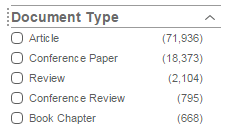 Document Type
Article (71,936)
Conference Paper (18,373)
Review (2,104)
Conference Review (795)
Book Chapter (668)